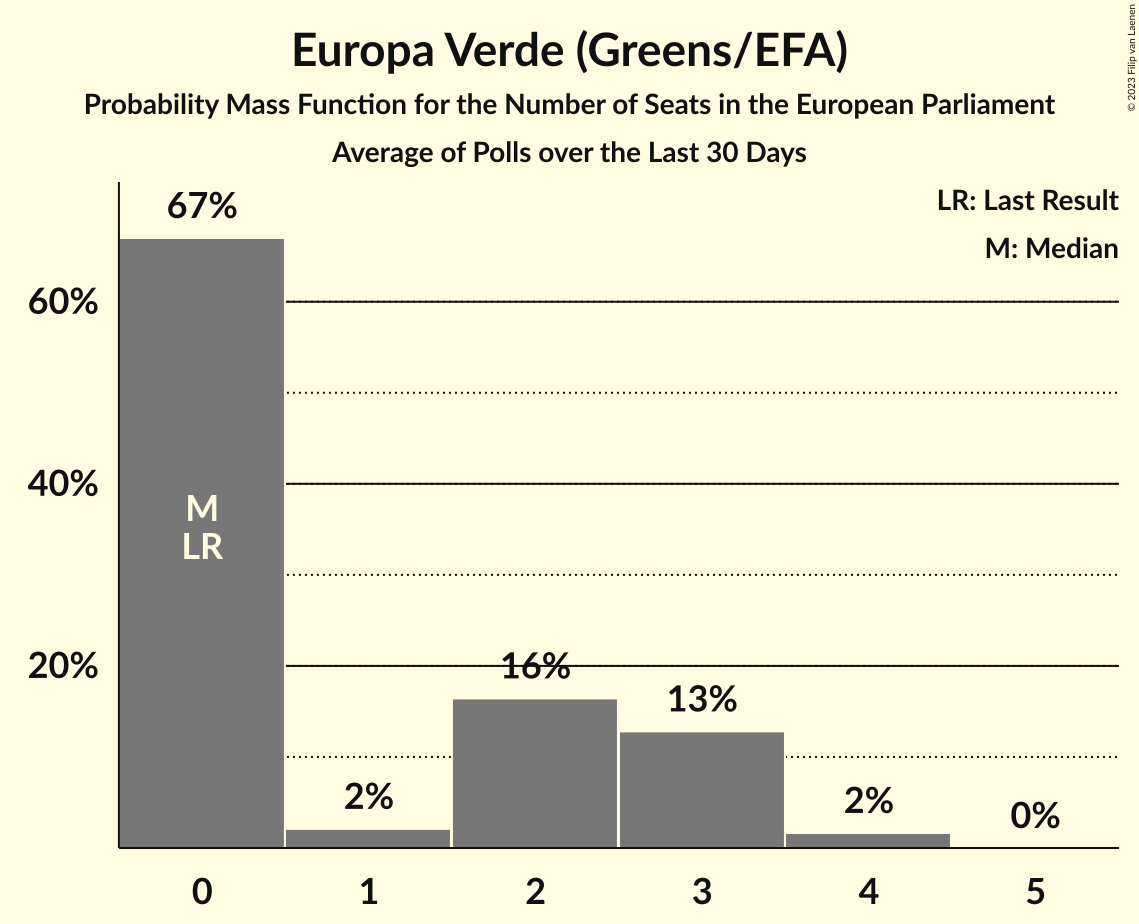 Europa Verde (Greens/EFA)
Probability Mass Function for the Number of Seats in the European Parliament
Average of Polls over the Last 30 Days
© 2023 Filip van Laenen
LR: Last Result
M: Median
67%
60%
40%
M
LR
20%
16%
13%
2%
2%
0%
0 1 2 3 4 5